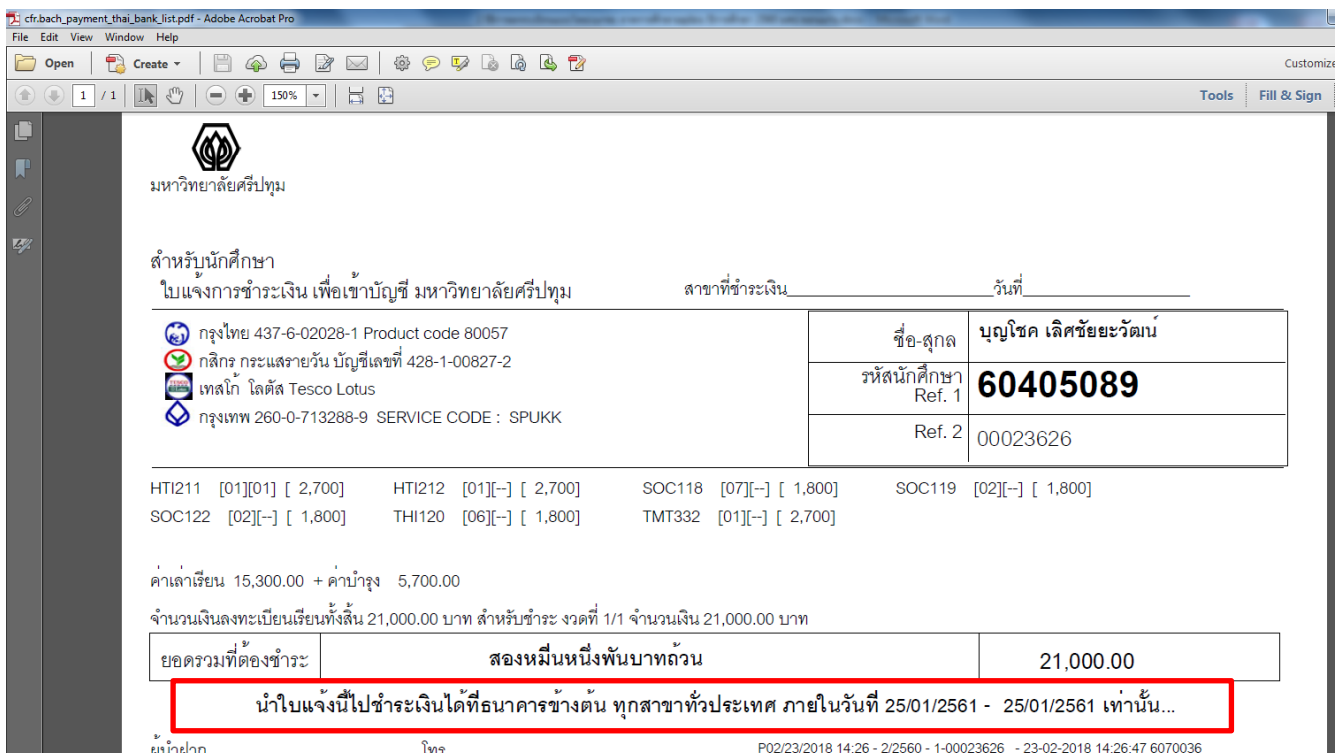 cfr.bach_payment_thai_bank_list.pdf - Adobe Acrobat Pro
File Edit View Window Help
Open Create Customize
1 / 1 150% Tools Fill & Sign
มหาวิทยาลัยศรีปทุม
สำหรับนักศึกษา
ใบแจ้งการชำระเงิน เพื่อเข้าบัญชี มหาวิทยาลัยศรีปทุม สาขาที่ชำระเงิน วันที่
กรุงไทย 437-6-02028-1 Product code 80057
กสิกร กระแสรายวัน บัญชีเลขที่ 428-1-00827-2
เทสโก้ โลตัส Tesco Lotus
กรุงเทพ 260-0-713288-9 SERVICE CODE : SPUKK
ชื่อ-สุกล บุญโชค เลิศชัยยะวัฒน์
รหัสนักศึกษา
Ref. 1 60405089
Ref. 2 00023626
HTI211 [01][01] [ 2,700] HTI212 [01][--] [ 2,700] SOC118 [07][--] [ 1,800] SOC119 [02][--] [ 1,800]
SOC122 [02][--] [ 1,800] THI120 [06][--] [ 1,800] TMT332 [01][--] [ 2,700]
ค่าเล่าเรียน 15,300.00 + ค่าบำรุง 5,700.00
จำนวนเงินลงทะเบียนเรียนทั้งสิ้น 21,000.00 บาท สำหรับชำระ งวดที่ 1/1 จำนวนเงิน 21,000.00 บาท
ยอดรวมที่ต้องชำระ สองหมื่นหนึ่งพันบาทถ้วน 21,000.00
นำใบแจ้งนี้ไปชำระเงินได้ที่ธนาคารข้างต้น ทุกสาขาทั่วประเทศ ภายในวันที่ 25/01/2561 - 25/01/2561 เท่านั้น...
ผู้นำฝาก โทร P02/23/2018 14:26 - 2/2560 - 1-00023626 - 23-02-2018 14:26:47 6070036